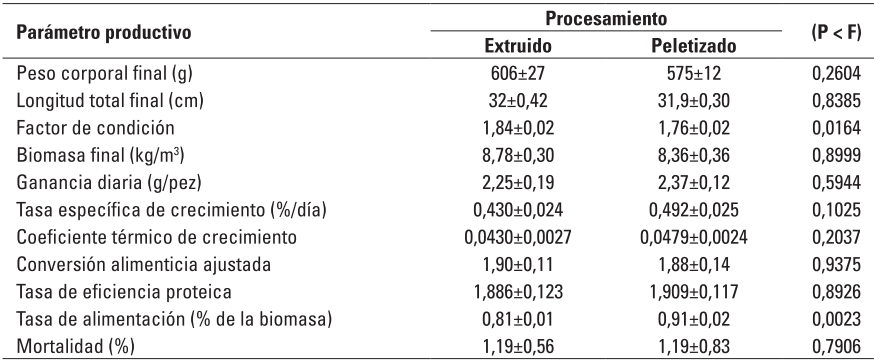 Parámetro productivo Procesamiento (P < F)
Extruido Peletizado
Peso corporal final (g) 606±27 575±12 0,2604
Longitud total final (cm) 32±0,42 31,9±0,30 0,8385
Factor de condición 1,84±0,02 1,76±0,02 0,0164
Biomasa final (kg/m³) 8,78±0,30 8,36±0,36 0,8999
Ganancia diaria (g/pez) 2,25±0,19 2,37±0,12 0,5944
Tasa específica de crecimiento (%/día) 0,430±0,024 0,492±0,025 0,1025
Coeficiente térmico de crecimiento 0,0430±0,0027 0,0479±0,0024 0,2037
Conversión alimenticia ajustada 1,90±0,11 1,88±0,14 0,9375
Tasa de eficiencia proteica 1,886±0,123 1,909±0,117 0,8926
Tasa de alimentación (% de la biomasa) 0,81±0,01 0,91±0,02 0,0023
Mortalidad (%) 1,19±0,56 1,19±0,83 0,7906